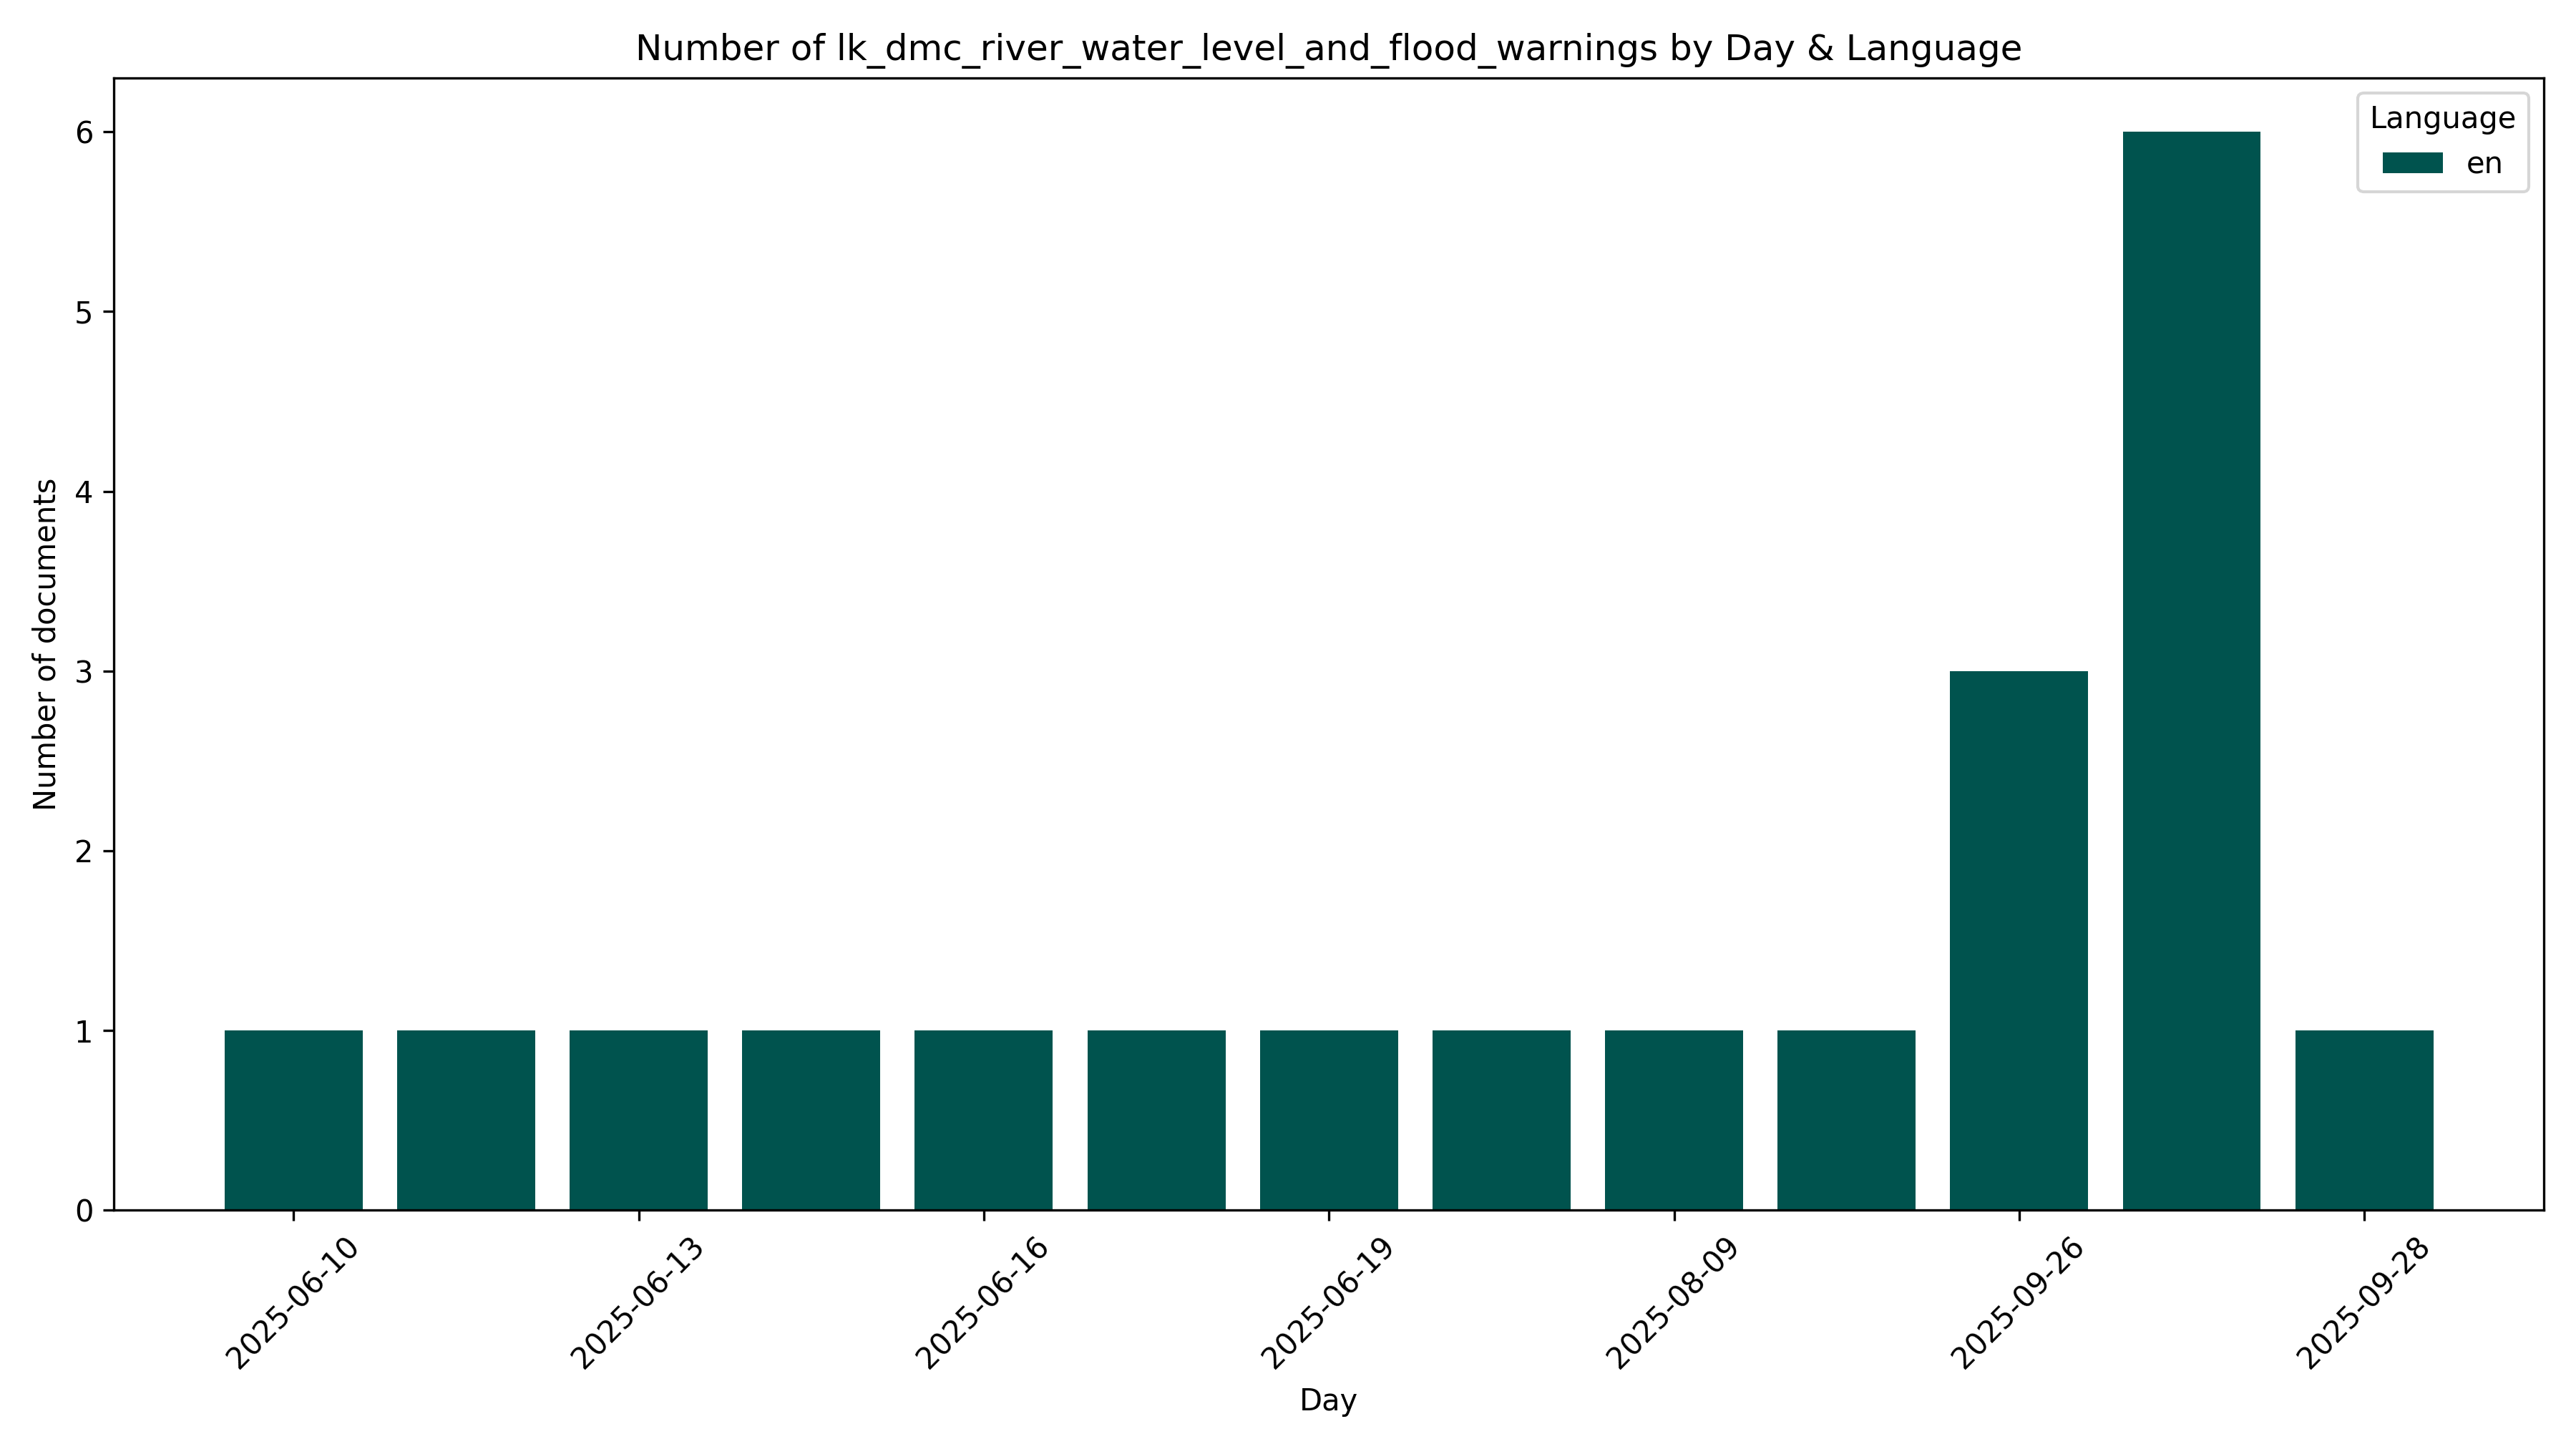 Number of lk_dmc_river_water_level_and_flood_warnings by Day & Language
Language
en
Number of documents
6
5
4
3
2
1
0
2025-06-10
2025-06-13
2025-06-16
2025-06-19
2025-08-09
2025-09-26
2025-09-28
Day